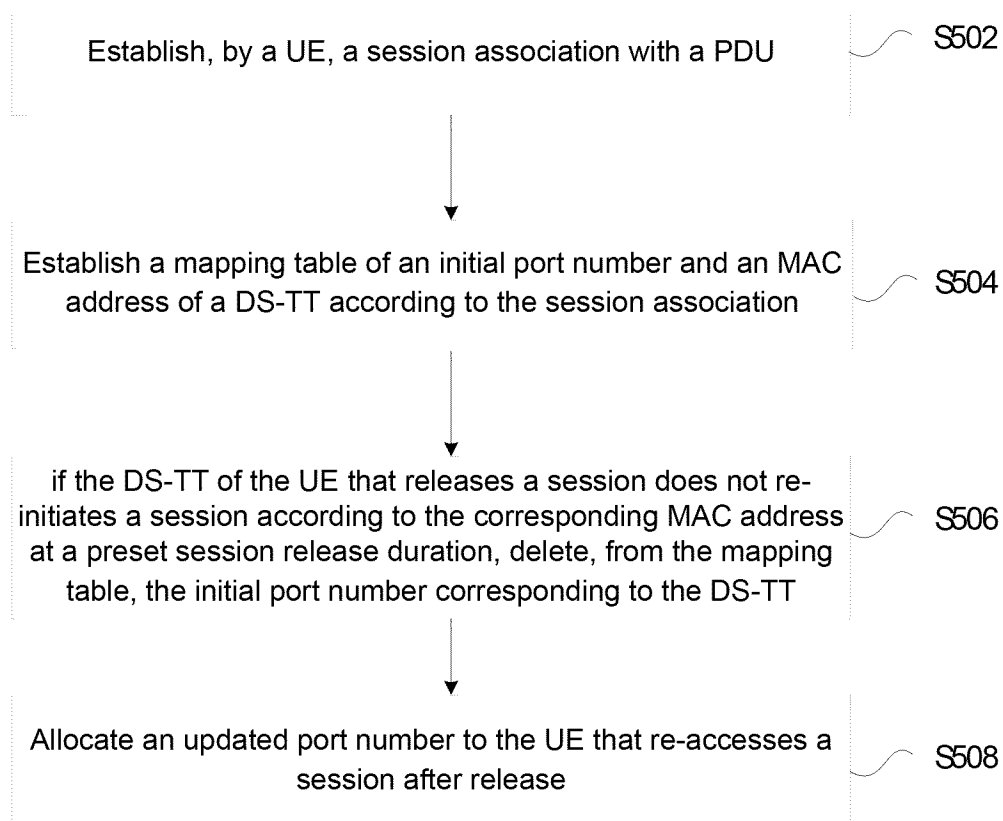 Establish, by a UE, a session association with a PDU
S502
Establish a mapping table of an initial port number and an MAC
address of a DS-TT according to the session association
S504
if the DS-TT of the UE that releases a session does not re-
initiates a session according to the corresponding MAC address
at a preset session release duration, delete, from the mapping
table, the initial port number corresponding to the DS-TT
S506
Allocate an updated port number to the UE that re-accesses a
session after release
S508